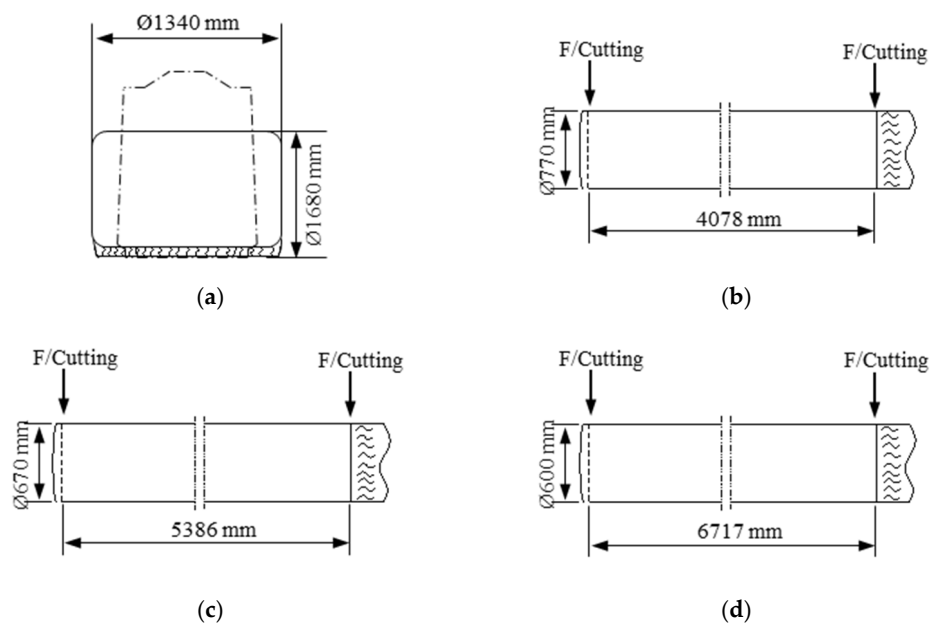 Ø1340 mm
Ø1680 mm
(a)
F/Cutting
F/Cutting
Ø770 mm
4078 mm
(b)
F/Cutting
F/Cutting
Ø670 mm
5386 mm
(c)
F/Cutting
F/Cutting
Ø600 mm
6717 mm
(d)